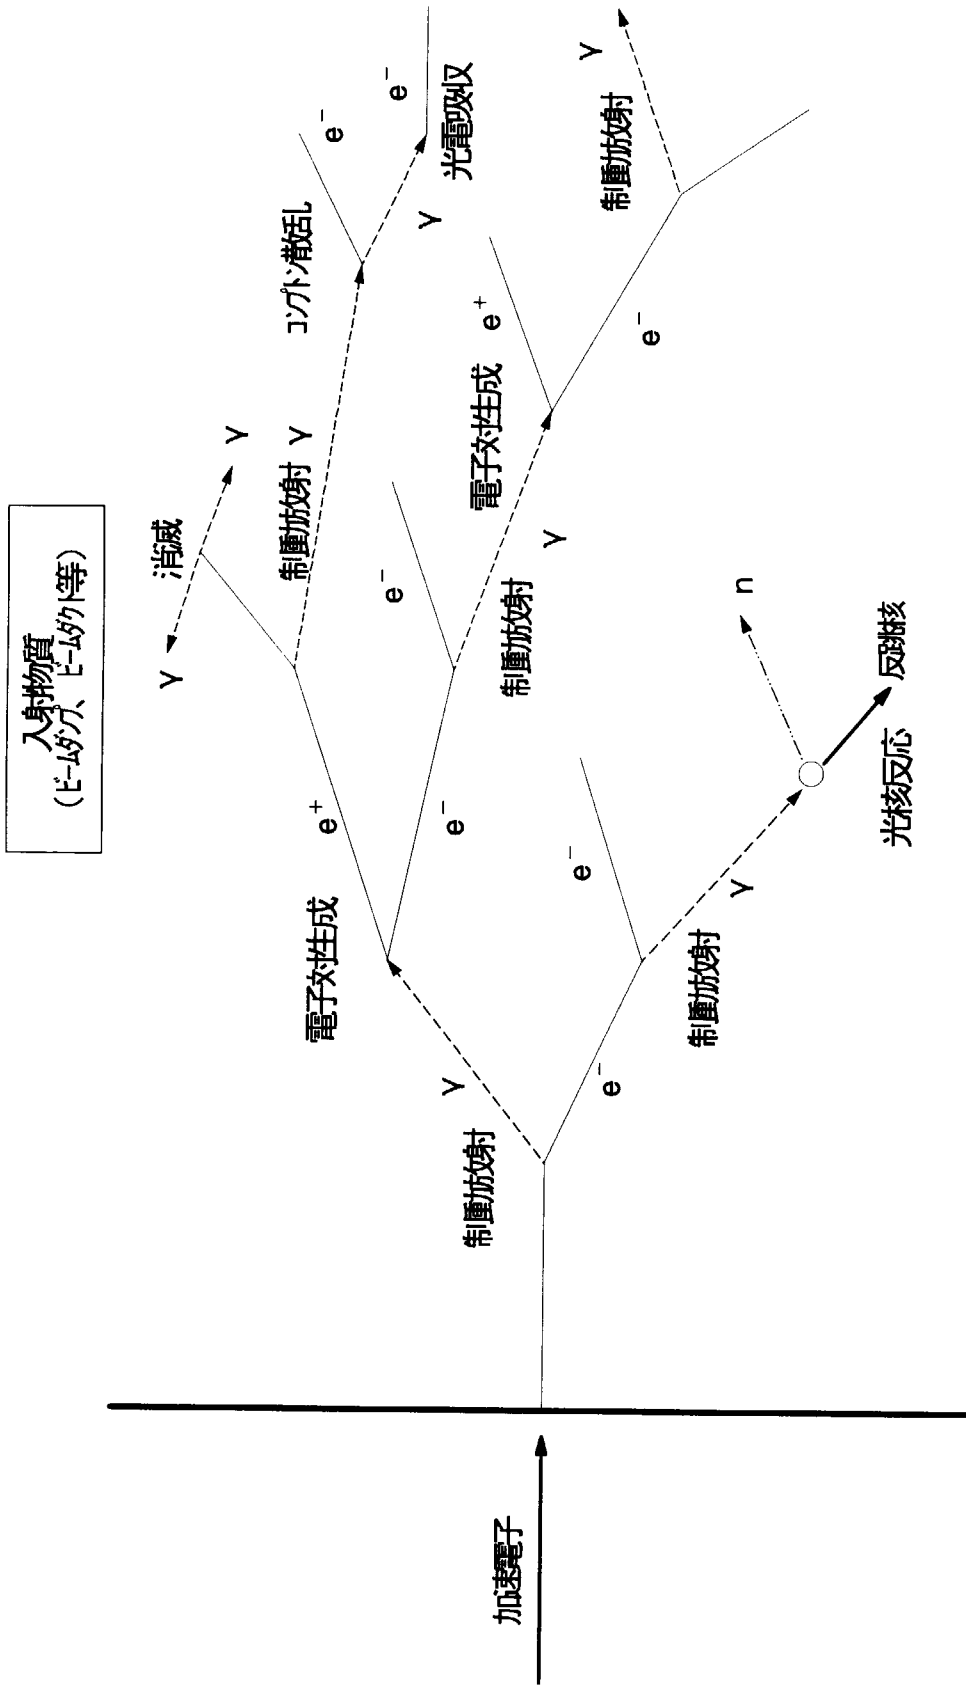 入射物質
(ビームダンプ、ビームダクト等)
加速電子
制動放射
γ
電子対生成
e⁺
消滅
γ
γ
制動放射 γ
コンプトン散乱
e⁻
γ
光電吸収
e⁻
e⁻
制動放射
e⁻
γ
電子対生成
e⁺
e⁻
制動放射
γ
e⁻
制動放射
e⁻
γ
光核反応
n
反跳核